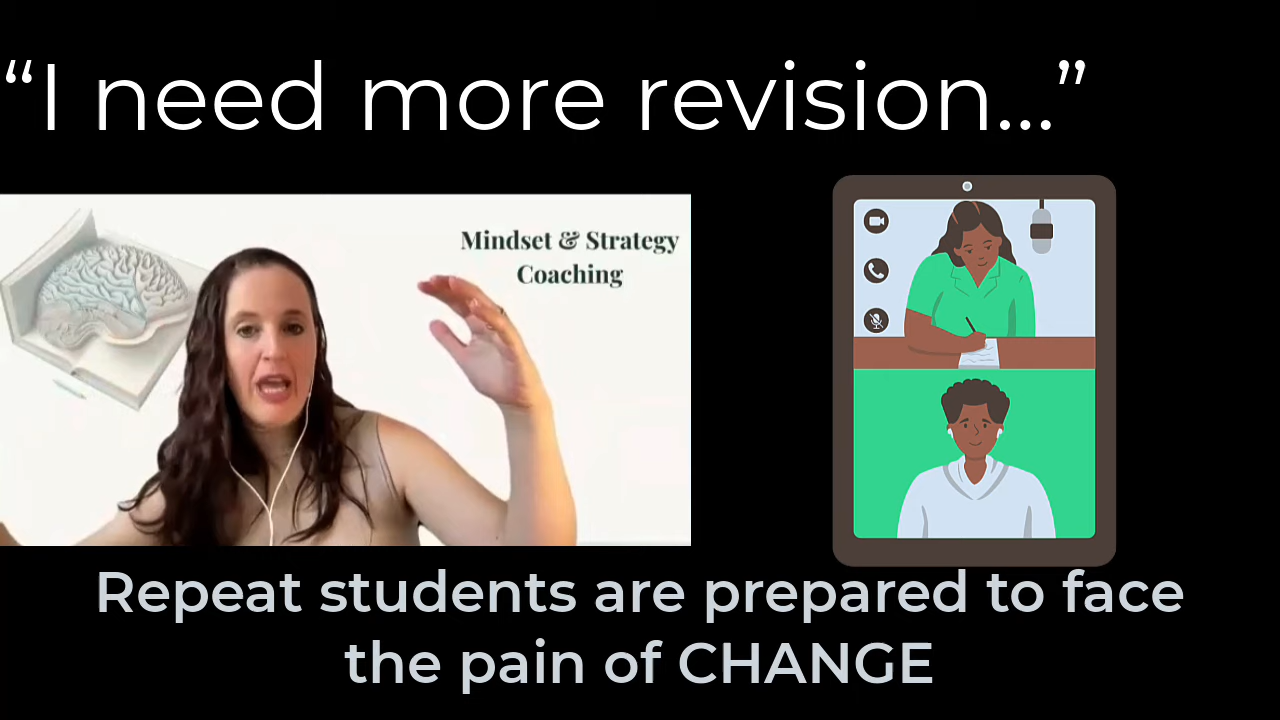 “I need more revision...”
Mindset & Strategy
Coaching
Repeat students are prepared to face
the pain of CHANGE